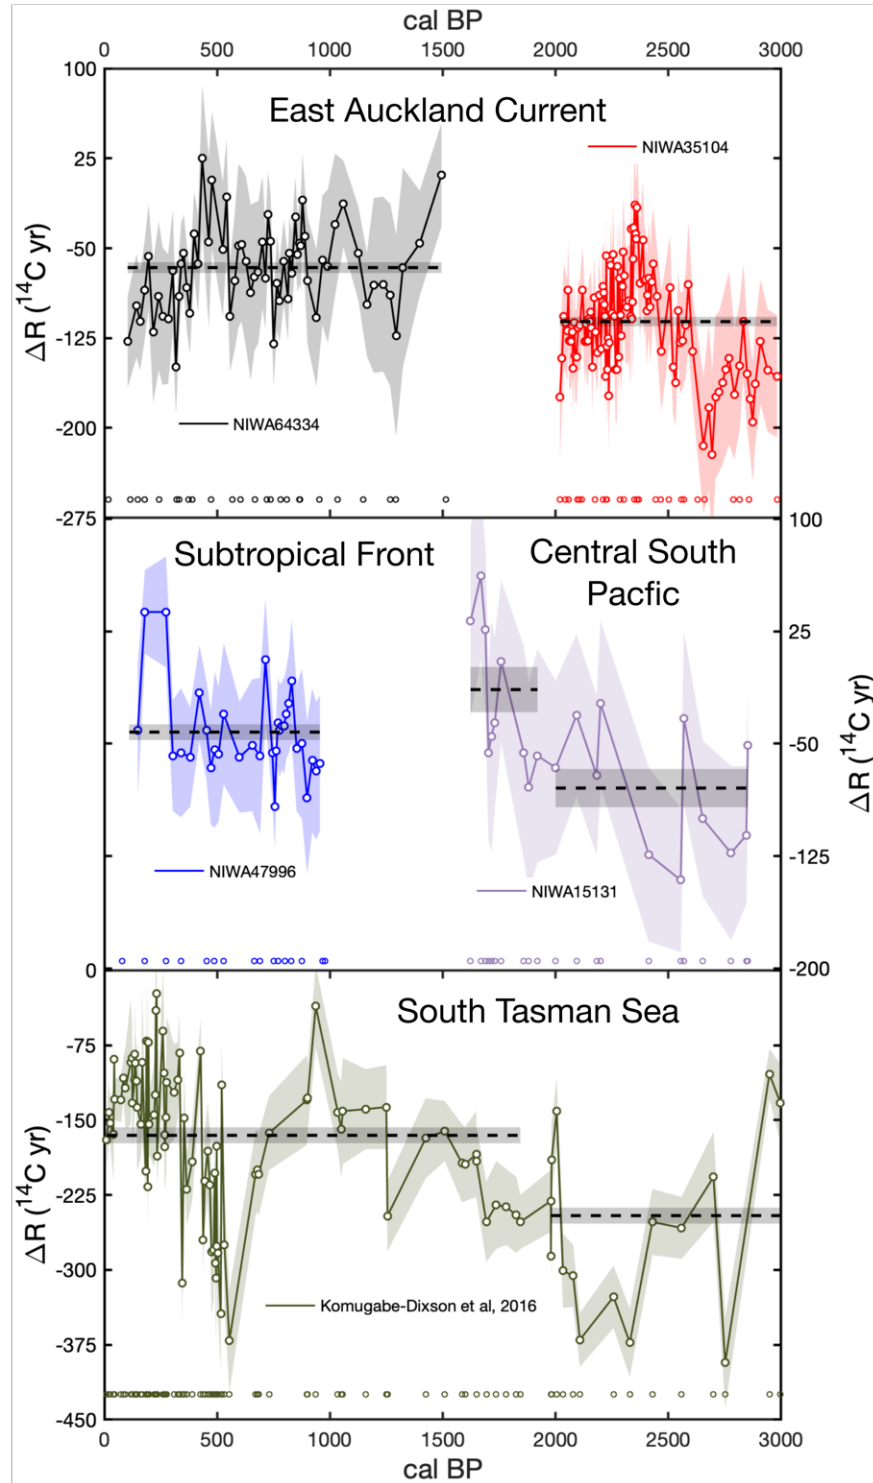 cal BP
0 500 1000 1500 2000 2500 3000
100
East Auckland Current
NIWA35104
25
-50
ΔR (¹⁴C yr)
-125
NIWA64334
-200
-275
100
Subtropical Front
Central South
Pacfic
25
-50
ΔR (¹⁴C yr)
-125
NIWA47996
NIWA15131
-200
0
South Tasman Sea
-75
-150
ΔR (¹⁴C yr)
-225
-300
Komugabe-Dixson et al, 2016
-375
-450
0 500 1000 1500 2000 2500 3000
cal BP